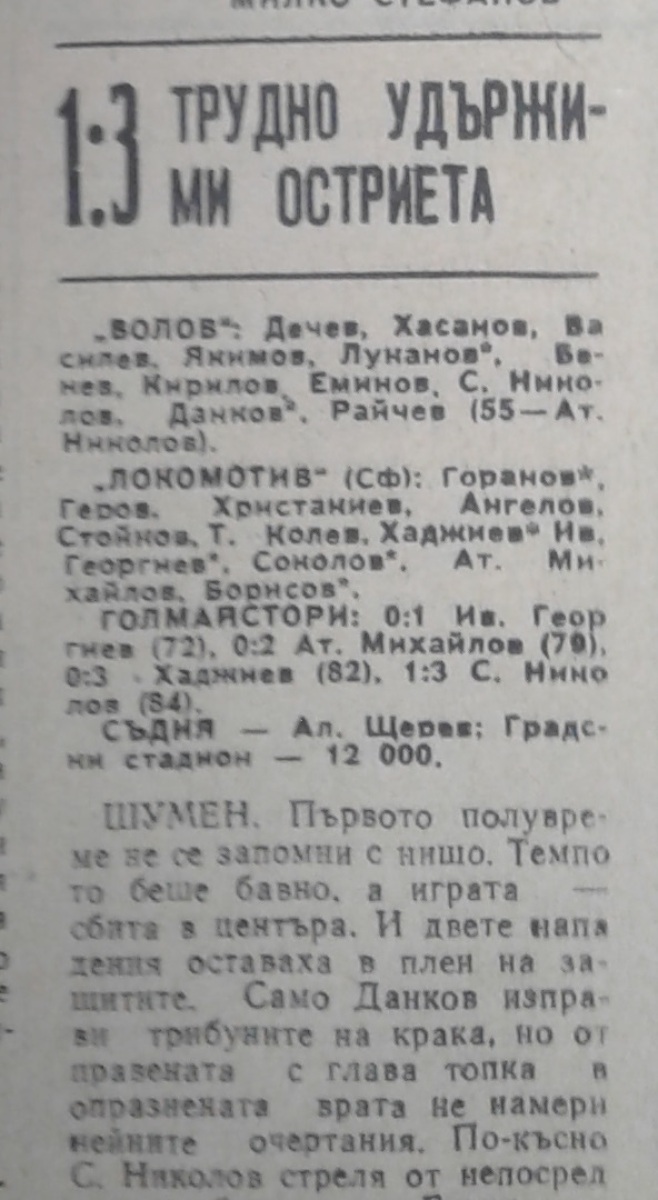 1:3 ТРУДНО УДЪРЖИ-
МИ ОСТРИЕТА
„ВОЛОВ“: Дечев, Хасанов, Ва
силев, Якимов, Луканов*, Бе-
нев, Кирилов, Еминов, С. Нико-
лов, Данков*, Райчев (55—Ат.
Николов).
„ЛОКОМОТИВ“ (Сф): Горанов*,
Геров, Христаниев, Ангелов,
Стойков, Т. Колев, Хаджиев* Ив.
Георгиев*, Соколов*, Ат. Ми-
хайлов, Борисов*.
ГОЛМАЙСТОРИ: 0:1 Ив. Геор
гиев (72), 0:2 Ат. Михайлов (79),
0:3 Хаджиев (82), 1:3 С. Нико
лов (84).
СЪДИЯ — Ал. Щерев; Градс-
ки стадион — 12 000.
ШУМЕН. Първото полувре-
ме не се запомни с нищо. Темпо
то беше бавно, а играта —
сбита в центъра. И двете напа
дения оставаха в плен на за-
щитите. Само Данков изпра-
ви трибуните на крака, но от
правената с глава топка в
опразнената врата не намери
нейните очертания. По-късно
С. Николов стреля от непосред